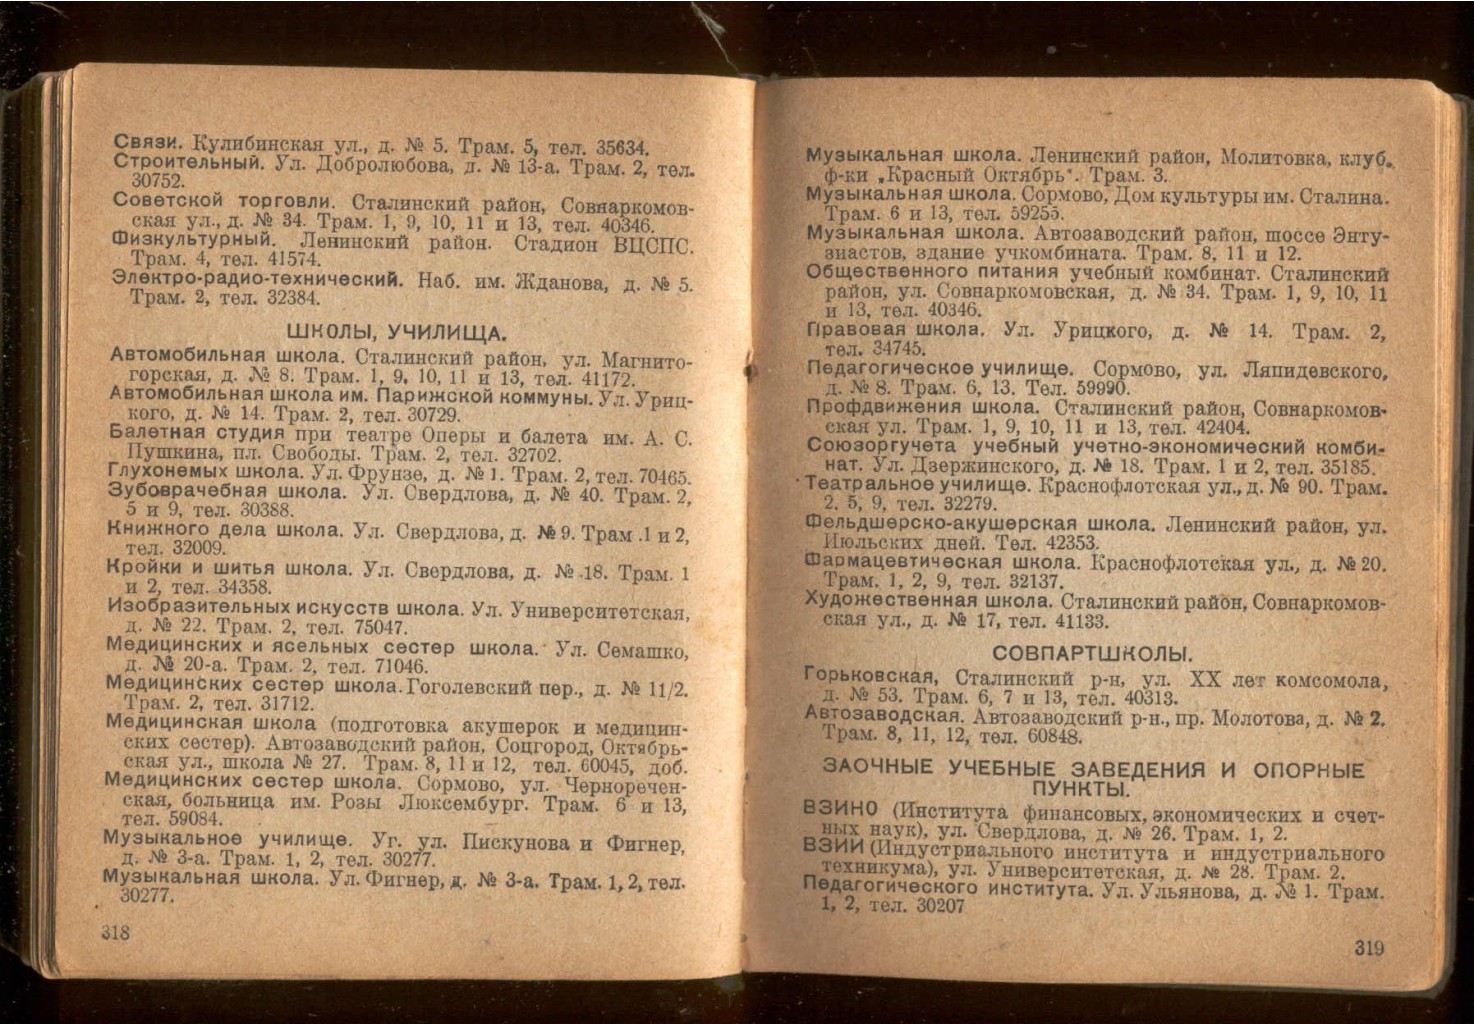 Связи. Кулибинская ул., д. № 5. Трам. 5, тел. 35634.
Строительный. Ул. Добролюбова, д. № 13-а. Трам. 2, тел.
30752.
Советской торговли. Сталинский район, Совнаркомов-
ская ул., д. № 34. Трам. 1, 9, 10, 11 и 13, тел. 40346.
Физкультурный. Ленинский район. Стадион ВЦСПС.
Трам. 4, тел. 41574.
Электро-радио-технический. Наб. им. Жданова, д. № 5.
Трам. 2, тел. 32384.
ШКОЛЫ, УЧИЛИЩА.
Автомобильная школа. Сталинский район, ул. Магнито-
горская, д. № 8. Трам. 1, 9, 10, 11 и 13, тел. 41172.
Автомобильная школа им. Парижской коммуны. Ул. Уриц-
кого, д. № 14. Трам. 2, тел. 30729.
Балетная студия при театре Оперы и балета им. А. С.
Пушкина, пл. Свободы. Трам. 2, тел. 32702.
Глухонемых школа. Ул. Фрунзе, д. № 1. Трам. 2, тел. 70465.
Зубоврачебная школа. Ул. Свердлова, д. № 40. Трам. 2,
5 и 9, тел. 30388.
Книжного дела школа. Ул. Свердлова, д. № 9. Трам .1 и 2,
тел. 32009.
Кройки и шитья школа. Ул. Свердлова, д. № 18. Трам. 1
и 2, тел. 34358.
Изобразительных искусств школа. Ул. Университетская,
д. № 22. Трам. 2, тел. 75047.
Медицинских и ясельных сестер школа. Ул. Семашко,
д. № 20-а. Трам. 2, тел. 71046.
Медицинских сестер школа. Гоголевский пер., д. № 11/2.
Трам. 2, тел. 31712.
Медицинская школа (подготовка акушерок и медицин-
ских сестер). Автозаводский район, Соцгород, Октябрь-
ская ул., школа № 27. Трам. 8, 11 и 12, тел. 60045, доб.
Медицинских сестер школа. Сормово, ул. Чернореченс-
ская, больница им. Розы Люксембург. Трам. 6 и 13,
тел. 59084.
Музыкальное училище. Уг. ул. Пискунова и Фигнер,
д. № 3-а. Трам. 1, 2, тел. 30277.
Музыкальная школа. Ул. Фигнер, д. № 3-а. Трам. 1, 2, тел.
30277.
318
Музыкальная школа. Ленинский район, Молитовка, клуб
ф-ки „Красный Октябрь“. Трам. 3.
Музыкальная школа. Сормово, Дом культуры им. Сталина.
Трам. 6 и 13, тел. 59255.
Музыкальная школа. Автозаводский район, шоссе Энту-
зиастов, здание учкомбината. Трам. 8, 11 и 12.
Общественного питания учебный комбинат. Сталинский
район, ул. Совнаркомовская, д. № 34. Трам. 1, 9, 10, 11
и 13, тел. 40346.
Правовая школа. Ул. Урицкого, д. № 14. Трам. 2,
тел. 34745.
Педагогическое училище. Сормово, ул. Ляпидевского,
д. № 8. Трам. 6, 13. Тел. 59990.
Профдвижения школа. Сталинский район, Совнаркомов-
ская ул. Трам. 1, 9, 10, 11 и 13, тел. 42404.
Союзоргучета учебный учетно-экономический комби-
нат. Ул. Дзержинского, д. № 18. Трам. 1 и 2, тел. 35185.
Театральное училище. Краснофлотская ул., д. № 90. Трам.
2. 5, 9, тел. 32279.
Фельдшерско-акушерская школа. Ленинский район, ул.
Июльских дней. Тел. 42353.
Фармацевтическая школа. Краснофлотская ул., д. № 20.
Трам. 1, 2, 9, тел. 32137.
Художественная школа. Сталинский район, Совнаркомов-
ская ул., д. № 17, тел. 41133.
СОВПАРТШКОЛЫ.
Горьковская, Сталинский р-н, ул. XX лет комсомола,
д. № 53. Трам. 6, 7 и 13, тел. 40313.
Автозаводская. Автозаводский р-н., пр. Молотова, д. № 2.
Трам. 8, 11, 12, тел. 60848.
ЗАОЧНЫЕ УЧЕБНЫЕ ЗАВЕДЕНИЯ И ОПОРНЫЕ
ПУНКТЫ.
ВЗИНО (Института финансовых, экономических и счет-
ных наук), ул. Свердлова, д. № 26. Трам. 1, 2.
ВЗИИ (Индустриального института и индустриального
техникума), ул. Университетская, д. № 28. Трам. 2.
Педагогического института. Ул. Ульянова, д. № 1. Трам.
1, 2, тел. 30207
319